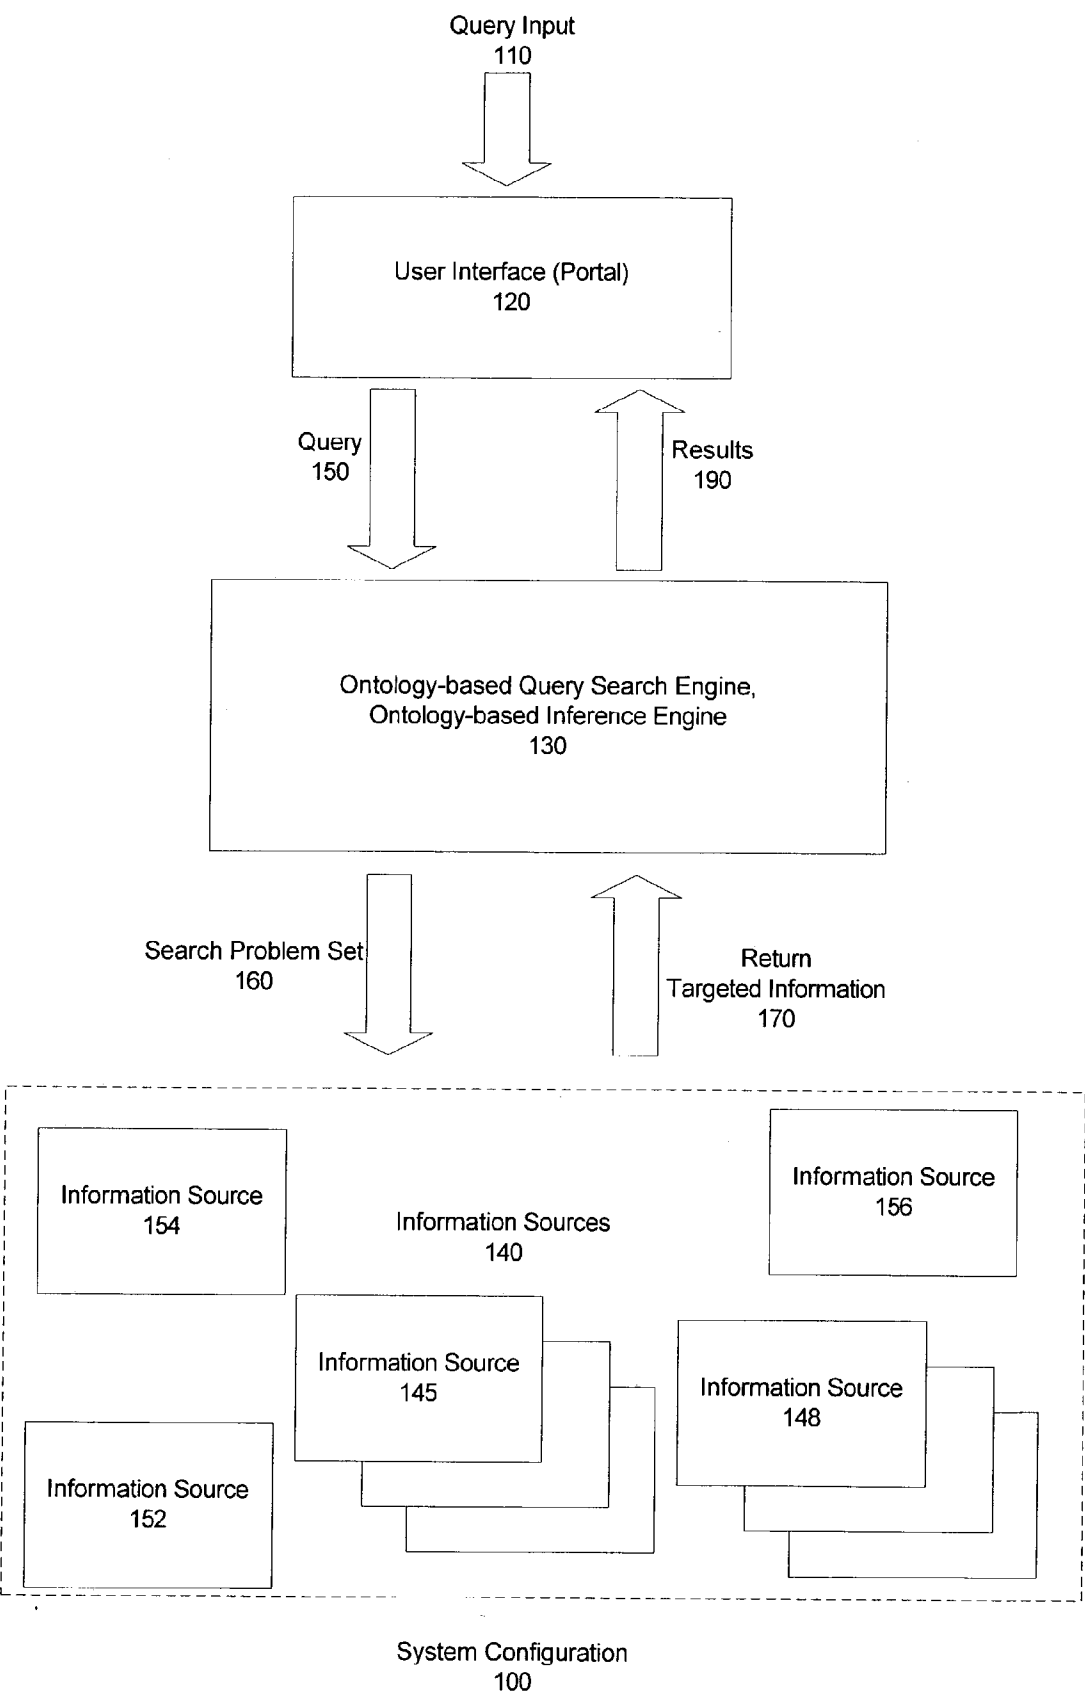 Query Input
110
User Interface (Portal)
120
Query
150
Results
190
Ontology-based Query Search Engine,
Ontology-based Inference Engine
130
Search Problem Set
160
Return
Targeted Information
170
Information Source
154
Information Sources
140
Information Source
156
Information Source
145
Information Source
148
Information Source
152
System Configuration
100